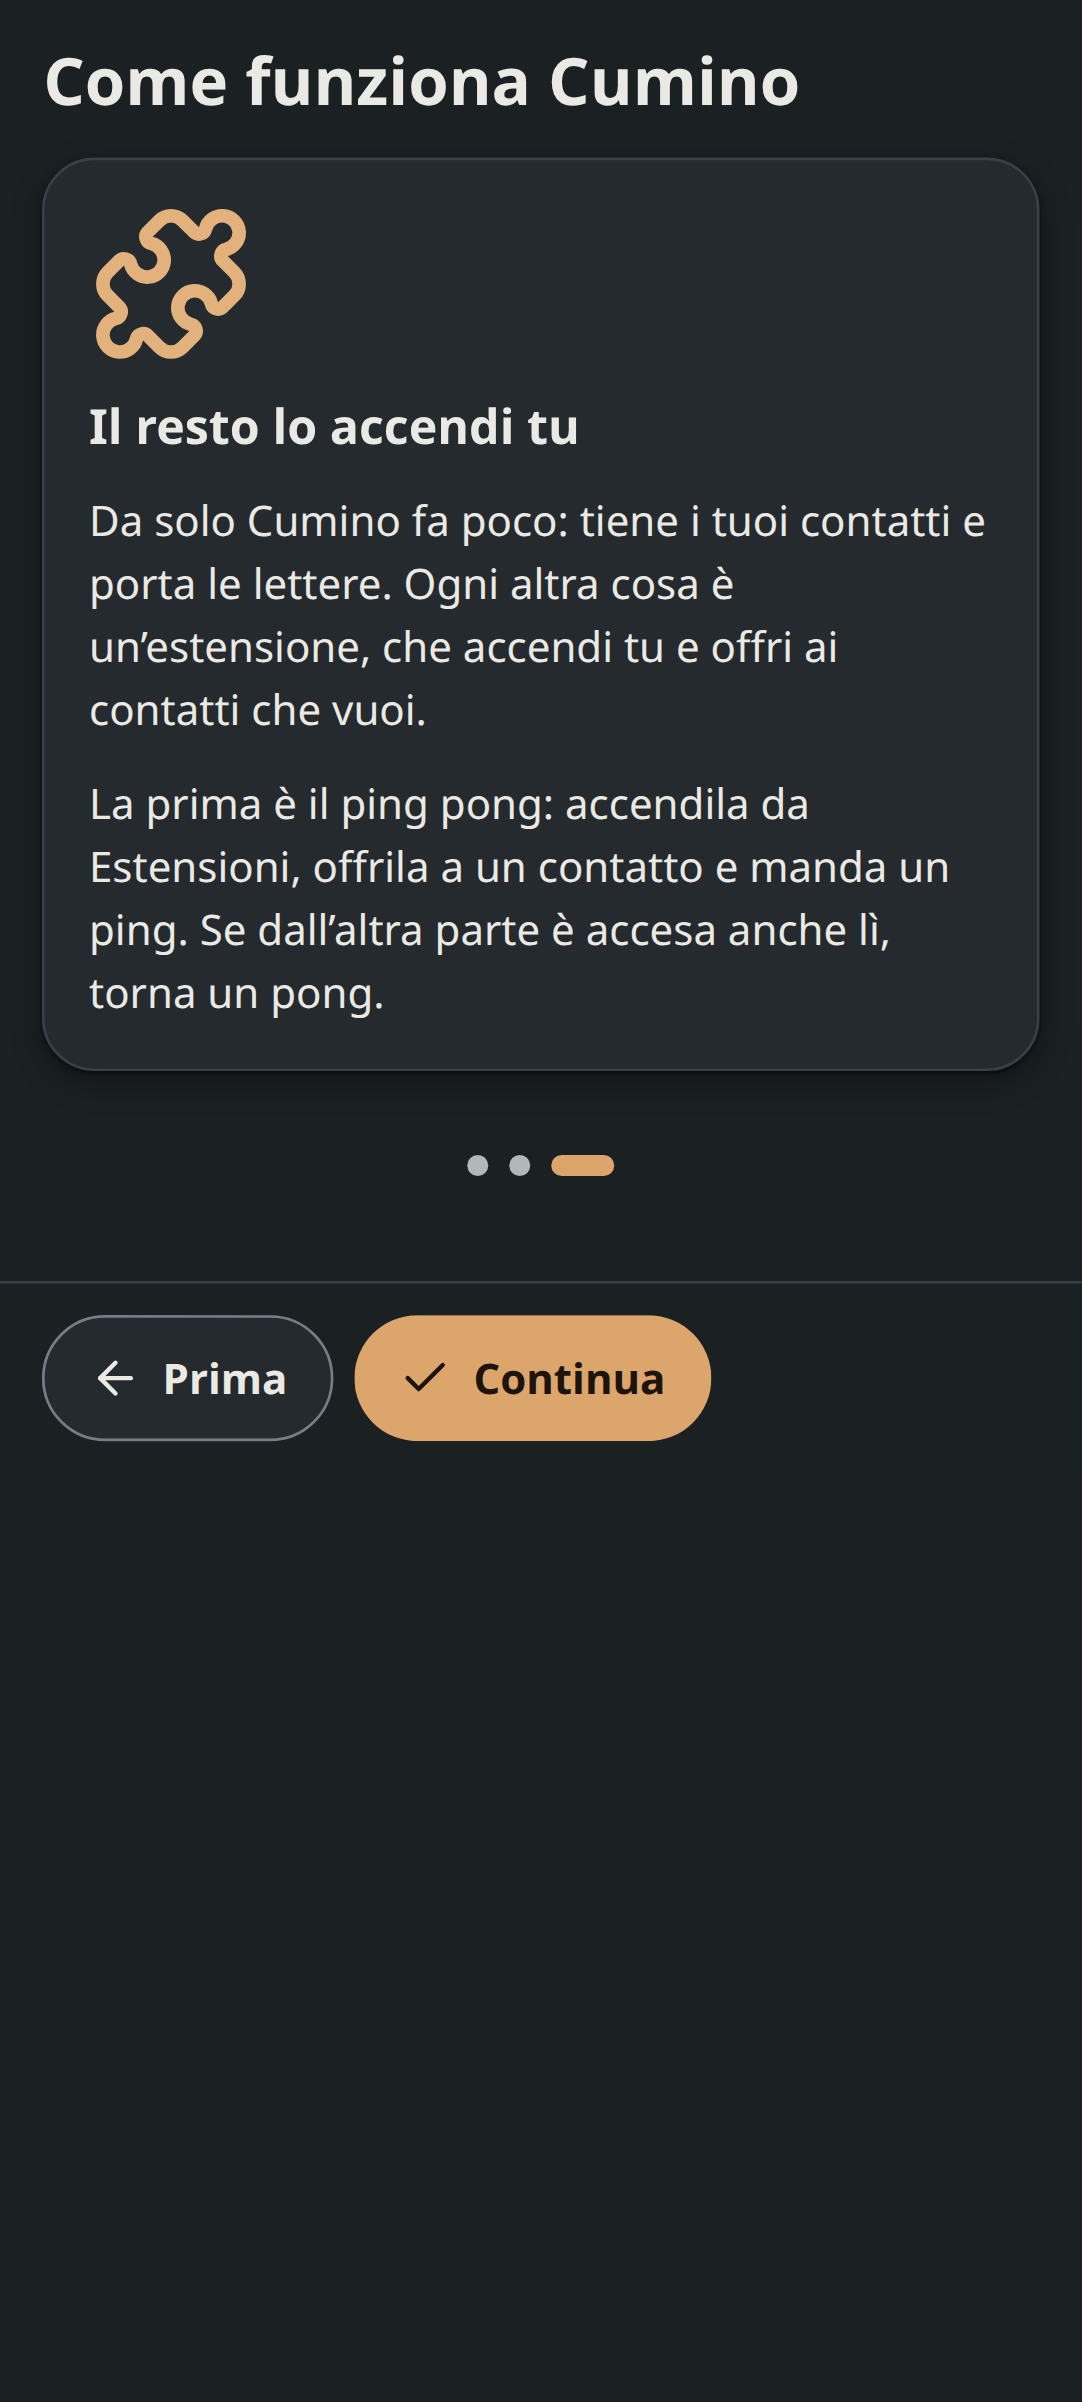 Come funziona Cumino
Il resto lo accendi tu
Da solo Cumino fa poco: tiene i tuoi contatti e
porta le lettere. Ogni altra cosa è
un’estensione, che accendi tu e offri ai
contatti che vuoi.
La prima è il ping pong: accendila da
Estensioni, offrila a un contatto e manda un
ping. Se dall’altra parte è accesa anche lì,
torna un pong.
Prima
Continua